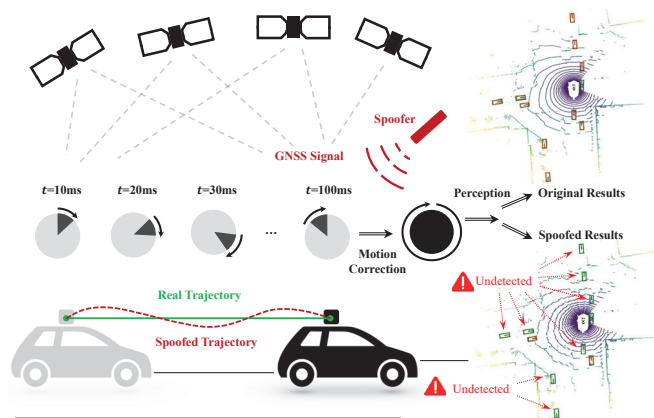 Spoofer
GNSS Signal
t=10ms
t=20ms
t=30ms
t=100ms
...
Perception
Original Results
Motion
Correction
Spoofed Results
Undetected
Real Trajectory
Spoofed Trajectory
Undetected